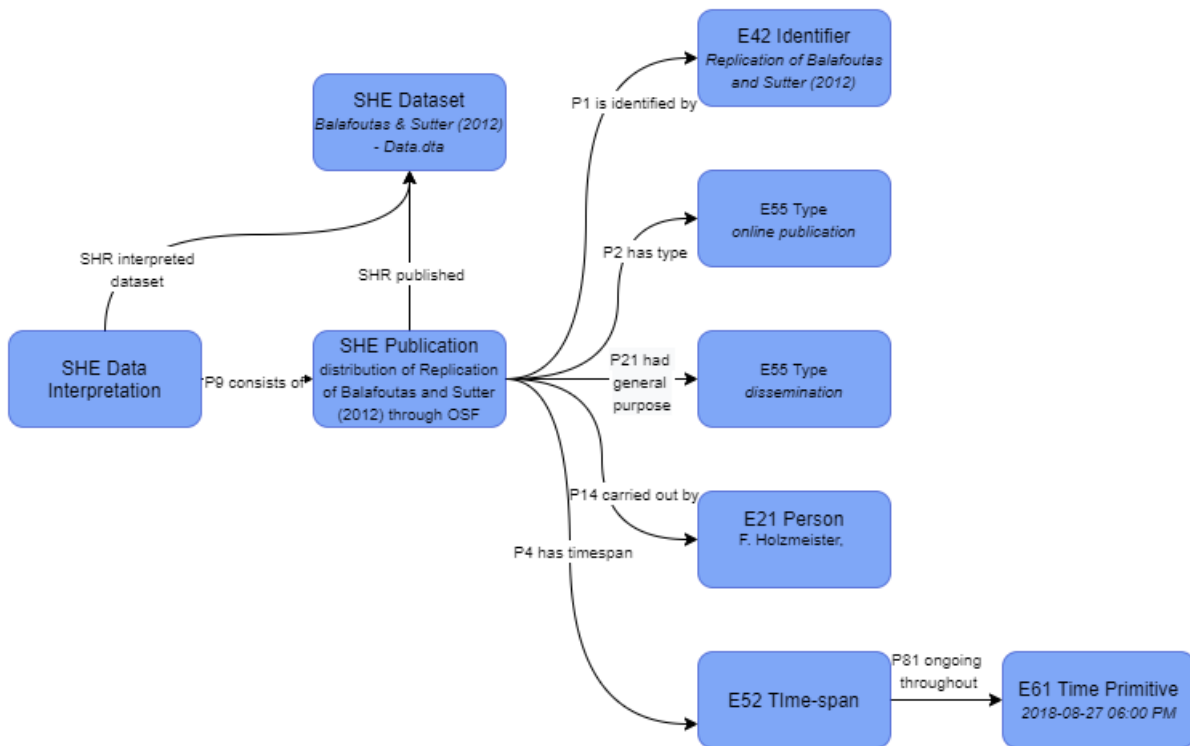 E42 Identifier
Replication of Balafoutas
and Sutter (2012)
P1 is identified by
SHE Dataset
Balafoutas & Sutter (2012)
- Data.dta
E55 Type
online publication
P2 has type
SHR interpreted
dataset
SHR published
SHE Data
Interpretation
P9 consists of
SHE Publication
distribution of Replication
of Balafoutas and Sutter
(2012) through OSF
P21 had
general
purpose
E55 Type
dissemination
P14 carried out by
E21 Person
F. Holzmeister,
P4 has timespan
E52 TIme-span
P81 ongoing
throughout
E61 Time Primitive
2018-08-27 06:00 PM